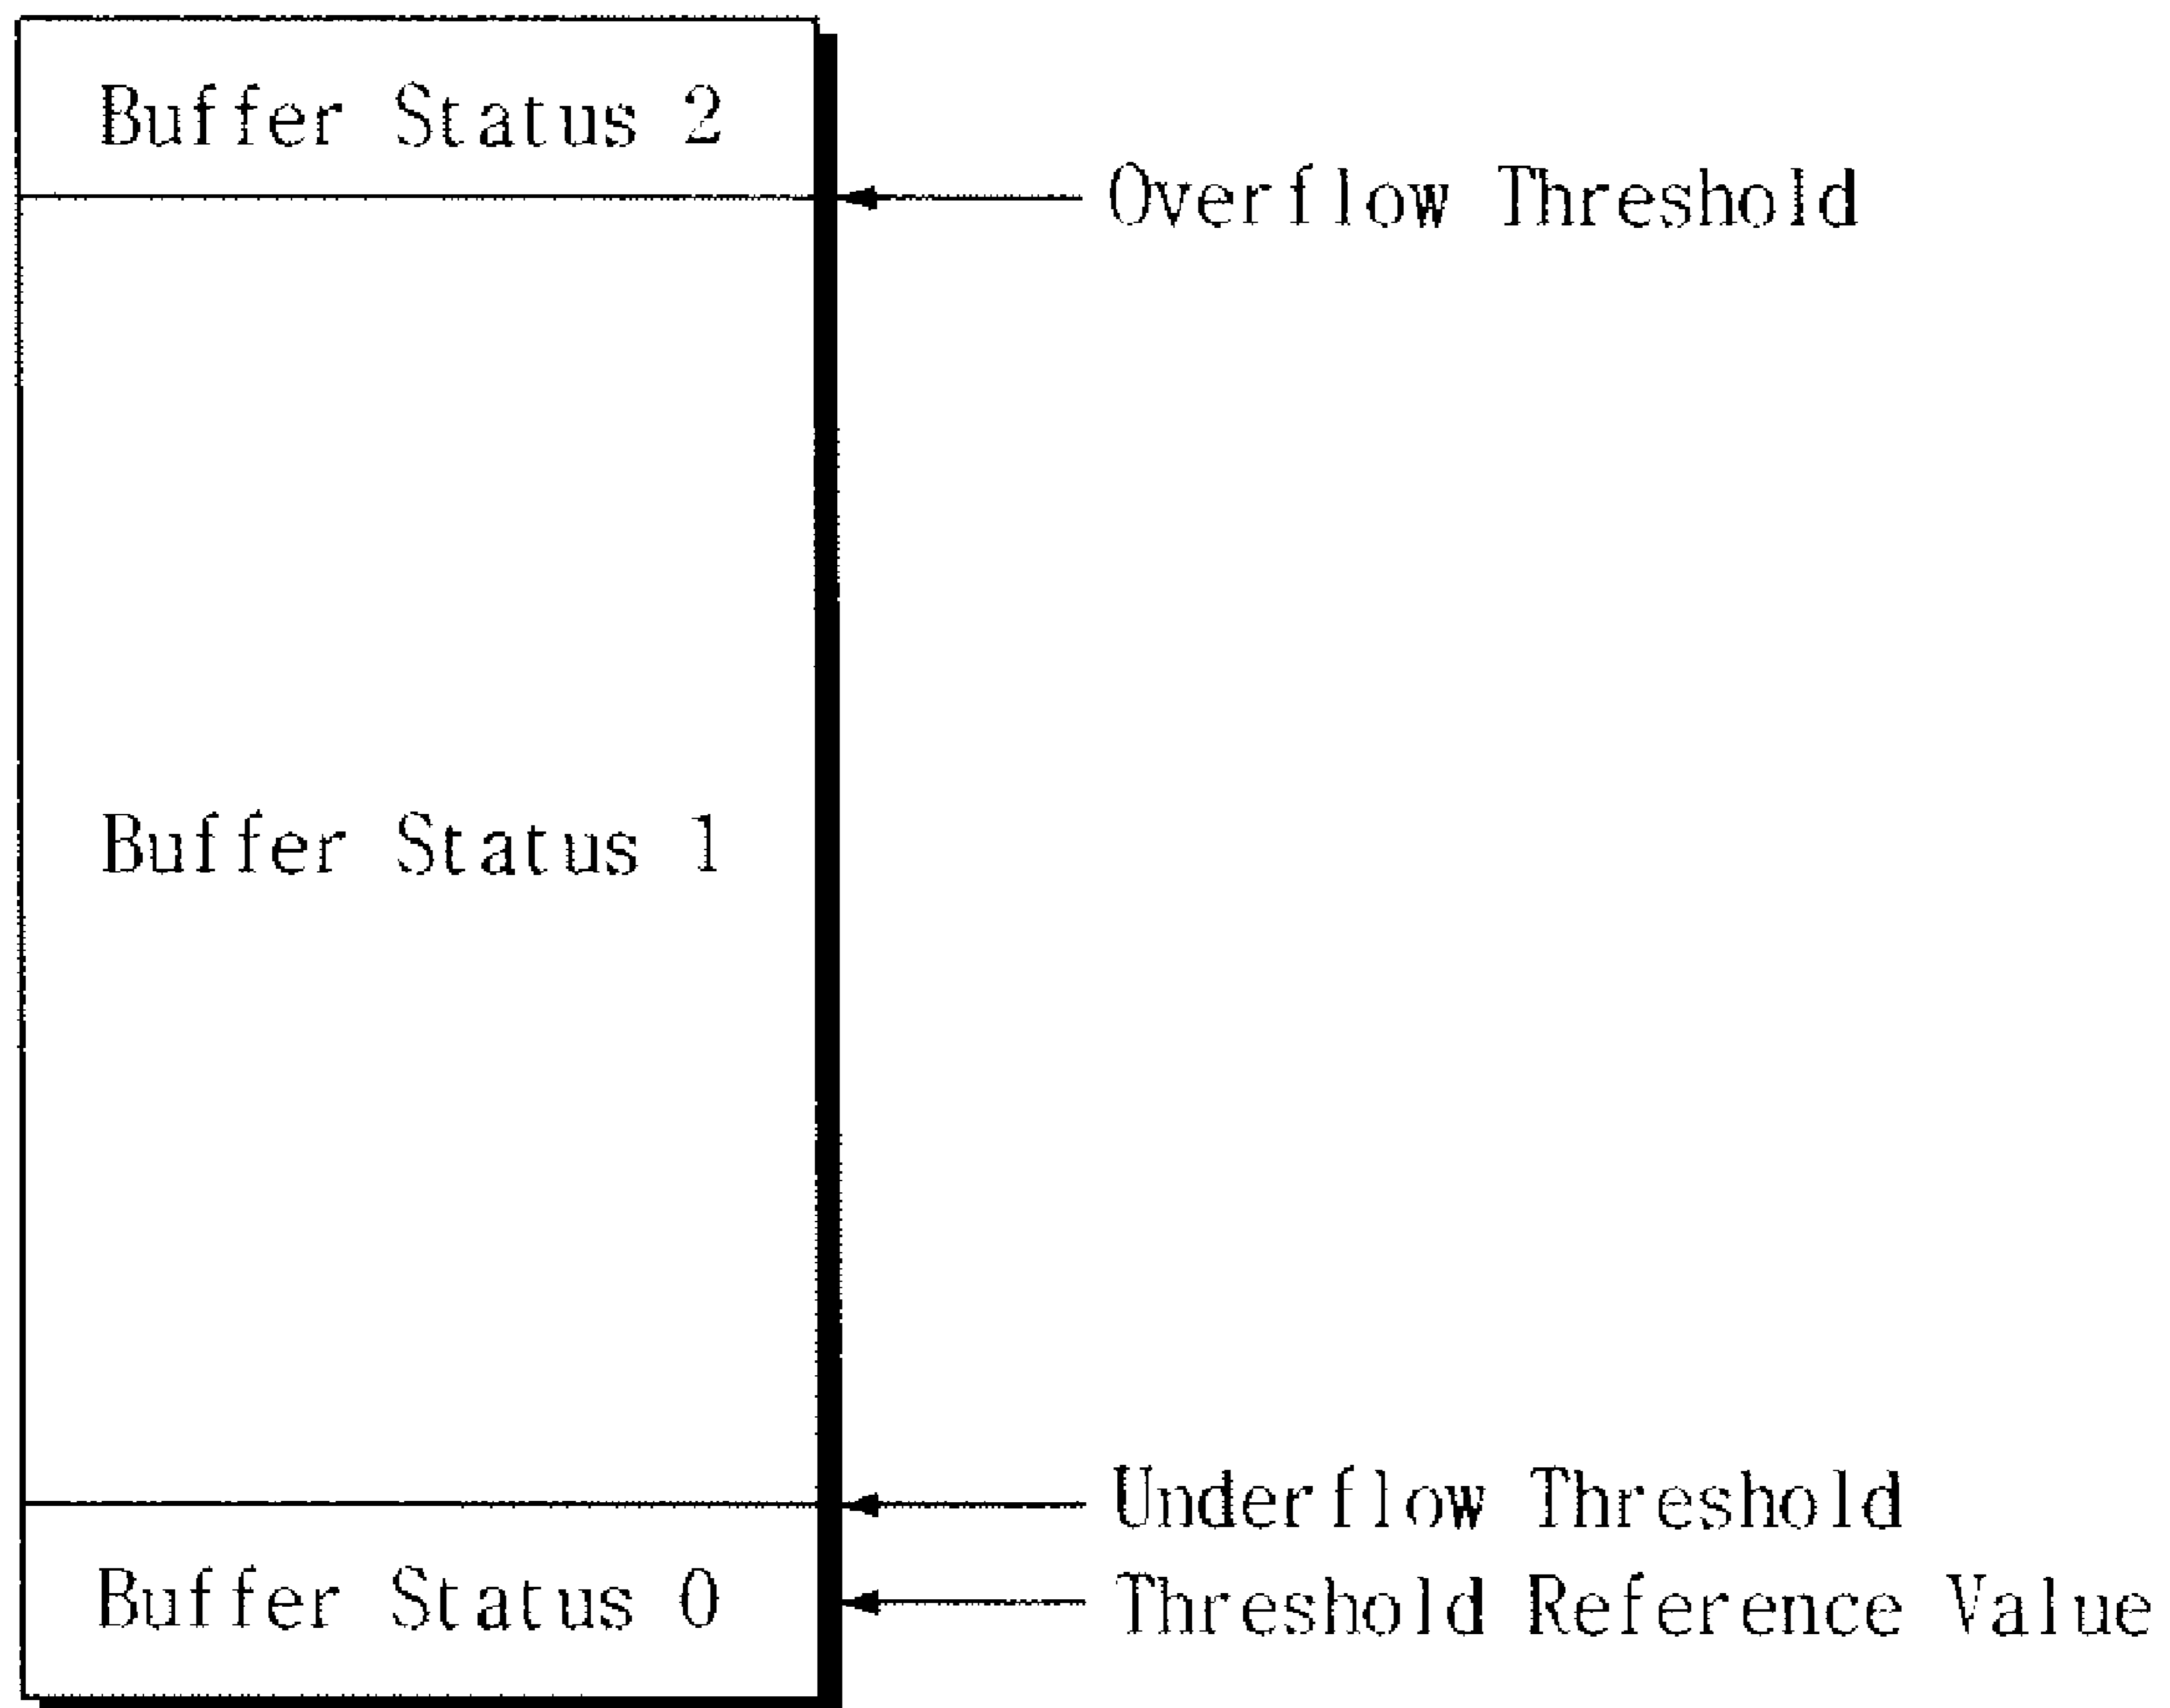 Buffer Status 2
Overflow Threshold
Buffer Status 1
Underflow Threshold
Buffer Status 0
Threshold Reference Value